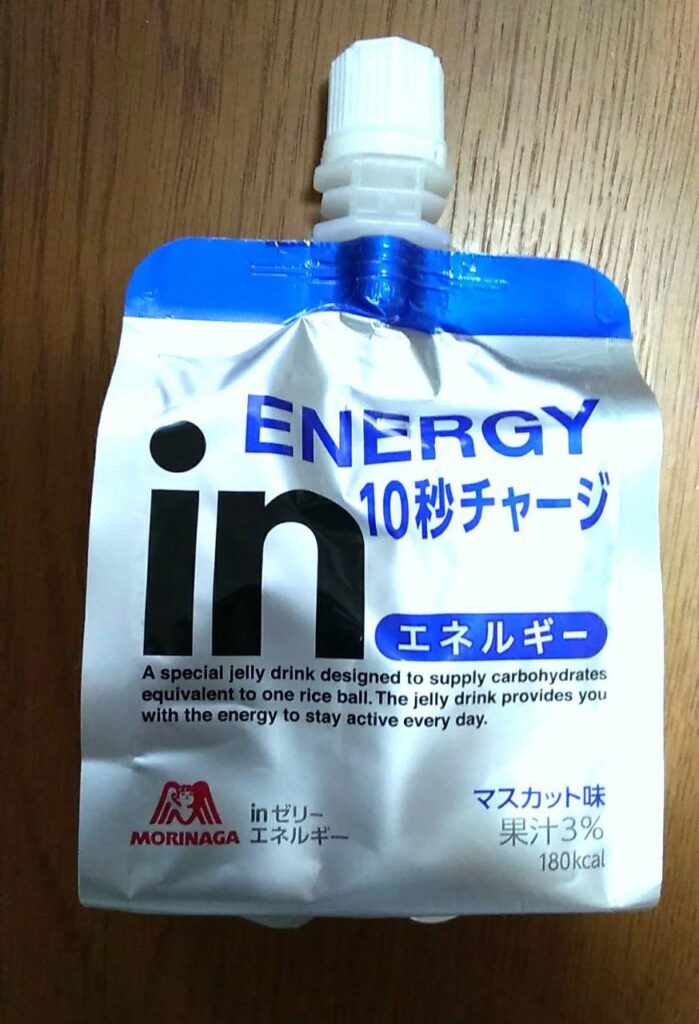 ENERGY
in
10秒チャージ
エネルギー
A special jelly drink designed to supply carbohydrates
equivalent to one rice ball. The jelly drink provides you
with the energy to stay active every day.
MORINAGA
inゼリー
エネルギー
マスカット味
果汁3%
180kcal